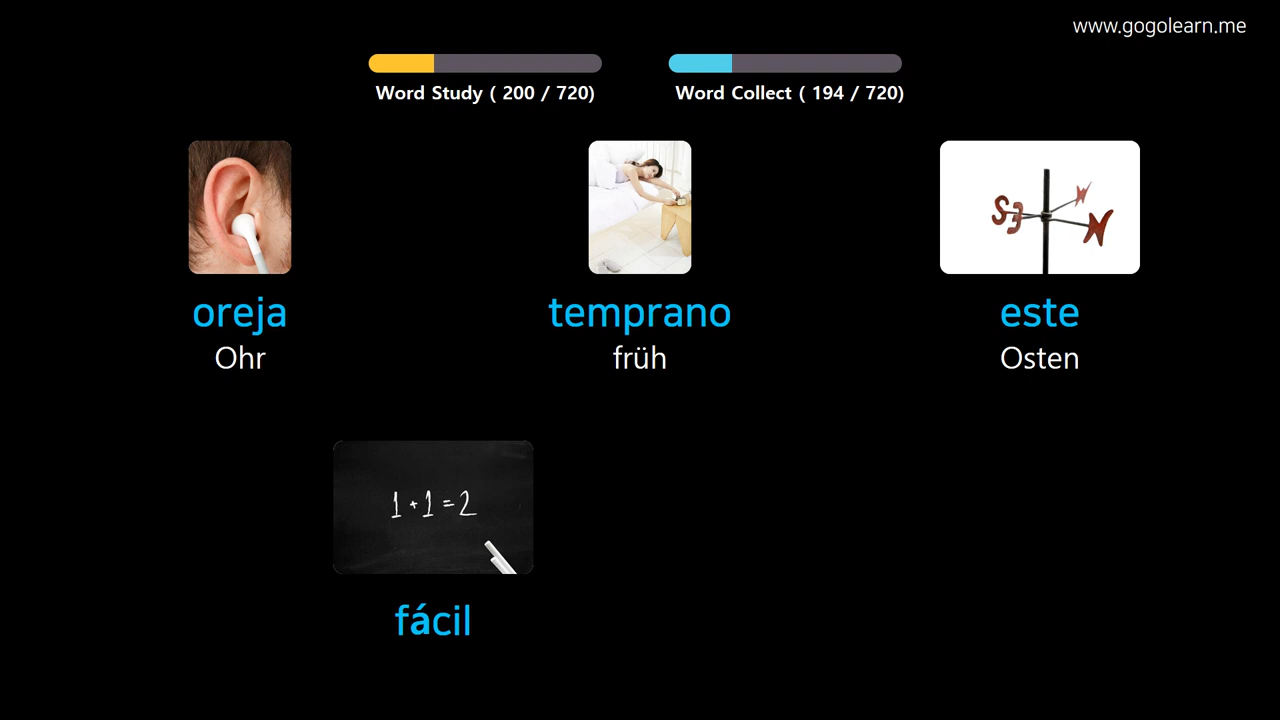 www.gogolearn.me
Word Study ( 200 / 720)
Word Collect ( 194 / 720)
oreja
Ohr
temprano
früh
S E N
este
Osten
1 + 1 = 2
fácil